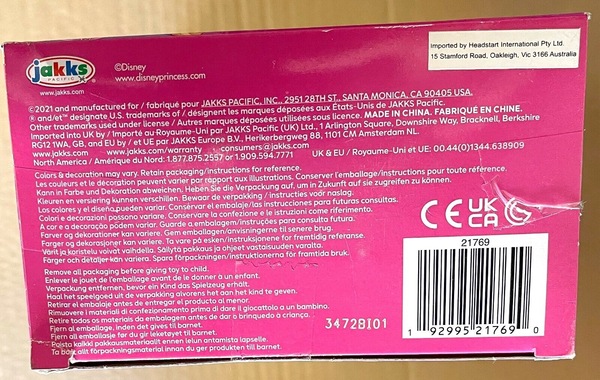 jakks
PACIFIC
www.jakks.com
©Disney
www.disneyprincess.com
Imported by Headstart International Pty Ltd.
15 Stamford Road, Oakleigh, Vic 3166 Australia
©2021 and manufactured for / fabriqué pour JAKKS PACIFIC, INC., 2951 28TH ST., SANTA MONICA, CA 90405 USA.
® and/et™ designate U.S. trademarks of / désignent les marques déposées aux États-Unis de JAKKS Pacific.
Other trademarks used under license. / Autres marques déposées utilisées sous licence. MADE IN CHINA. FABRIQUÉ EN CHINE.
Imported into UK by / Importé au Royaume-Uni par JAKKS Pacific (UK) Ltd., 1 Arlington Square, Downshire Way, Bracknell, Berkshire
RG12 1WA, GB, and EU by / et UE par JAKKS Europe B.V., Herikerbergweg 88, 1101 CM Amsterdam NL.
www.jakks.com www.jakks.com/warranty consumers@jakks.com
North America / Amérique du Nord: 1.877.875.2557 or 1.909.594.7771 UK & EU / Royaume-Uni et UE: 00.44(0)1344.638909
Colors & decoration may vary. Retain packaging/instructions for reference.
Les couleurs et le décoration peuvent varier par rapport aux illustrations. Conserver l'emballage/instructions pour toute référence.
Kann in Farbe und Dekoration abweichen. Heben Sie die Verpackung auf, um in Zukunft auf sie zugreifen zu können.
Kleuren en versiering kunnen verschillen. Bewaar de verpakking / instructies.
Los colores y el diseño pueden variar. Conservar el embalaje/las instrucciones para futuras consultas.
Colori e decorazioni possono variare. Conservare la confezione e le istruzioni come riferimento.
A cor e a decoração podem variar. Guarde a embalagem/instruções para consulta futura.
Farver og dekorationer kan variere. Gem emballagen/anvisningerne til senere brug.
Farger og dekorasjoner kan variere. Ta vare på esken/instruksjonene for fremtidig referanse.
Värit ja koristelu voivat vaihdella. Säilytä pakkaus ja ohjeet vastaisuuden varalta.
Färger och detaljer kan variera. Spara förpackningen/instruktionerna för framtida bruk.
CE UK CA
21769
1 92995 21769 0
Remove all packaging before giving toy to child.
Enlever le jouet de l'emballage avant de le donner à un enfant.
Verpackung entfernen, bevor ein Kind das Spielzeug erhält.
Haal het speelgoed uit de verpakking alvorens het aan een kind te geven.
Retirar el embalaje antes de entregar el producto al menor.
Rimuovere i materiali di confezionamento prima di dare il giocattolo a un bambino.
Retire todos os materiais da embalagem antes de dar o brinquedo à criança.
Fjern al emballage, inden det gives til barnet.
Fjern all emballasje før leken gis til barnet.
Poista kaikki pakkausmateriaalit ennen lelun antamista lapselle.
Ta bort allt förpackningsmaterial innan du ger produkten till barnet.
3472BI01